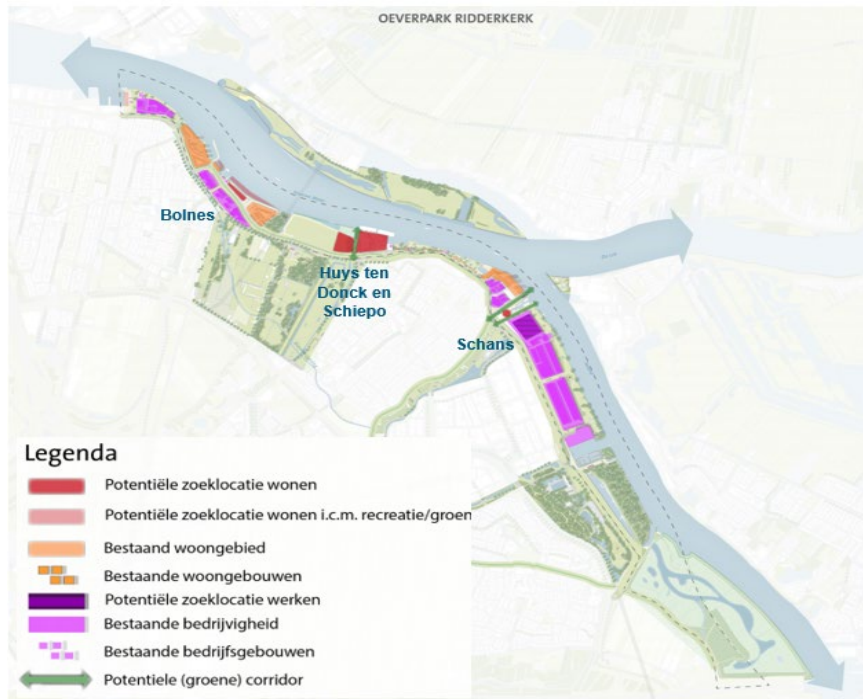 OEVERPARK RIDDERKERK
Bolnes
Huys ten
Donck en
Schiepo
Schans
Legenda
Potentiële zoeklocatie wonen
Potentiële zoeklocatie wonen i.c.m. recreatie/groen
Bestaand woongebied
Bestaande woongebouwen
Potentiële zoeklocatie werken
Bestaande bedrijvigheid
Bestaande bedrijfsgebouwen
Potentiele (groene) corridor